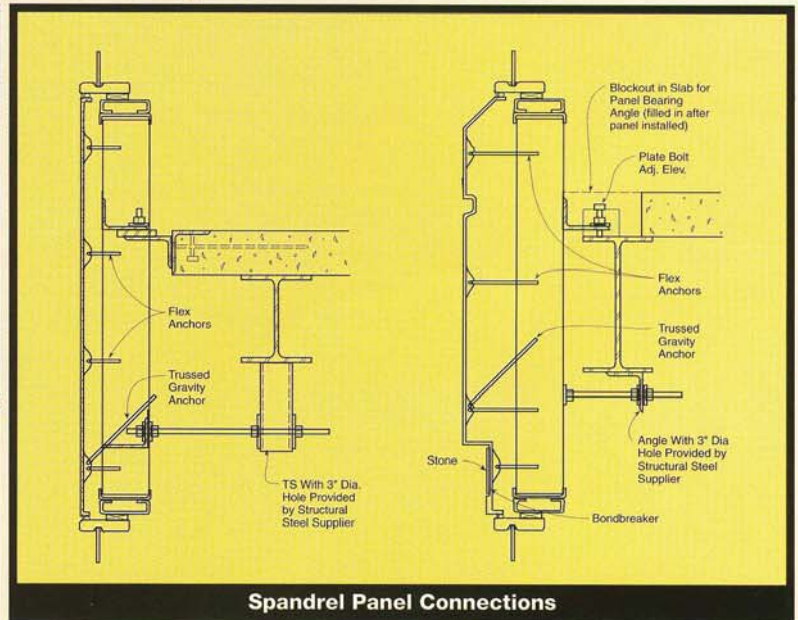 Flex
Anchors
Trussed
Gravity
Anchor
TS With 3" Dia.
Hole Provided
by Structural
Steel Supplier
Blockout in Slab for
Panel Bearing
Angle (filled in after
panel installed)
Plate Bolt
Adj. Elev.
Flex
Anchors
Trussed
Gravity
Anchor
Angle With 3" Dia
Hole Provided by
Structural Steel
Supplier
Stone
Bondbreaker
Spandrel Panel Connections